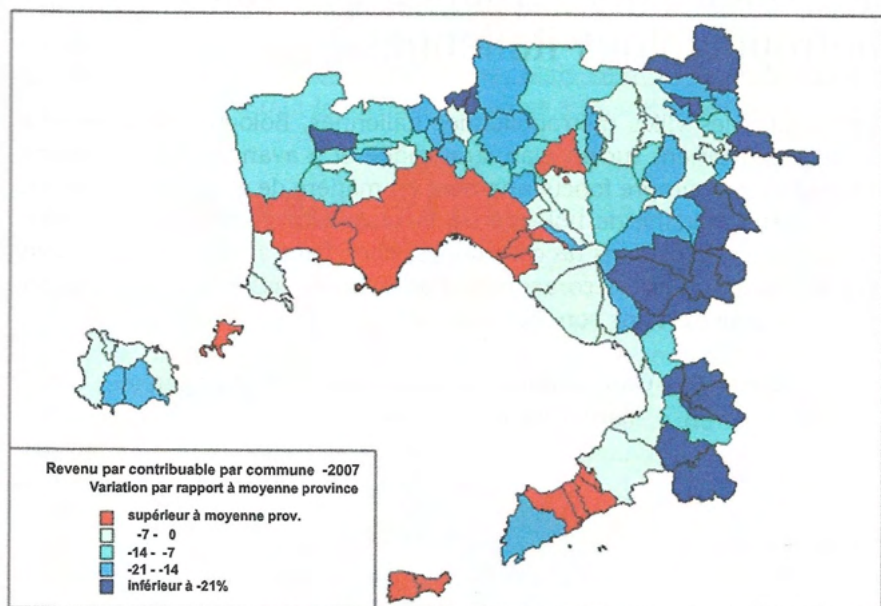 Revenu par contribuable par commune -2007
Variation par rapport à moyenne province
supérieur à moyenne prov.
-7 - 0
-14 - -7
-21 - -14
inférieur à -21%